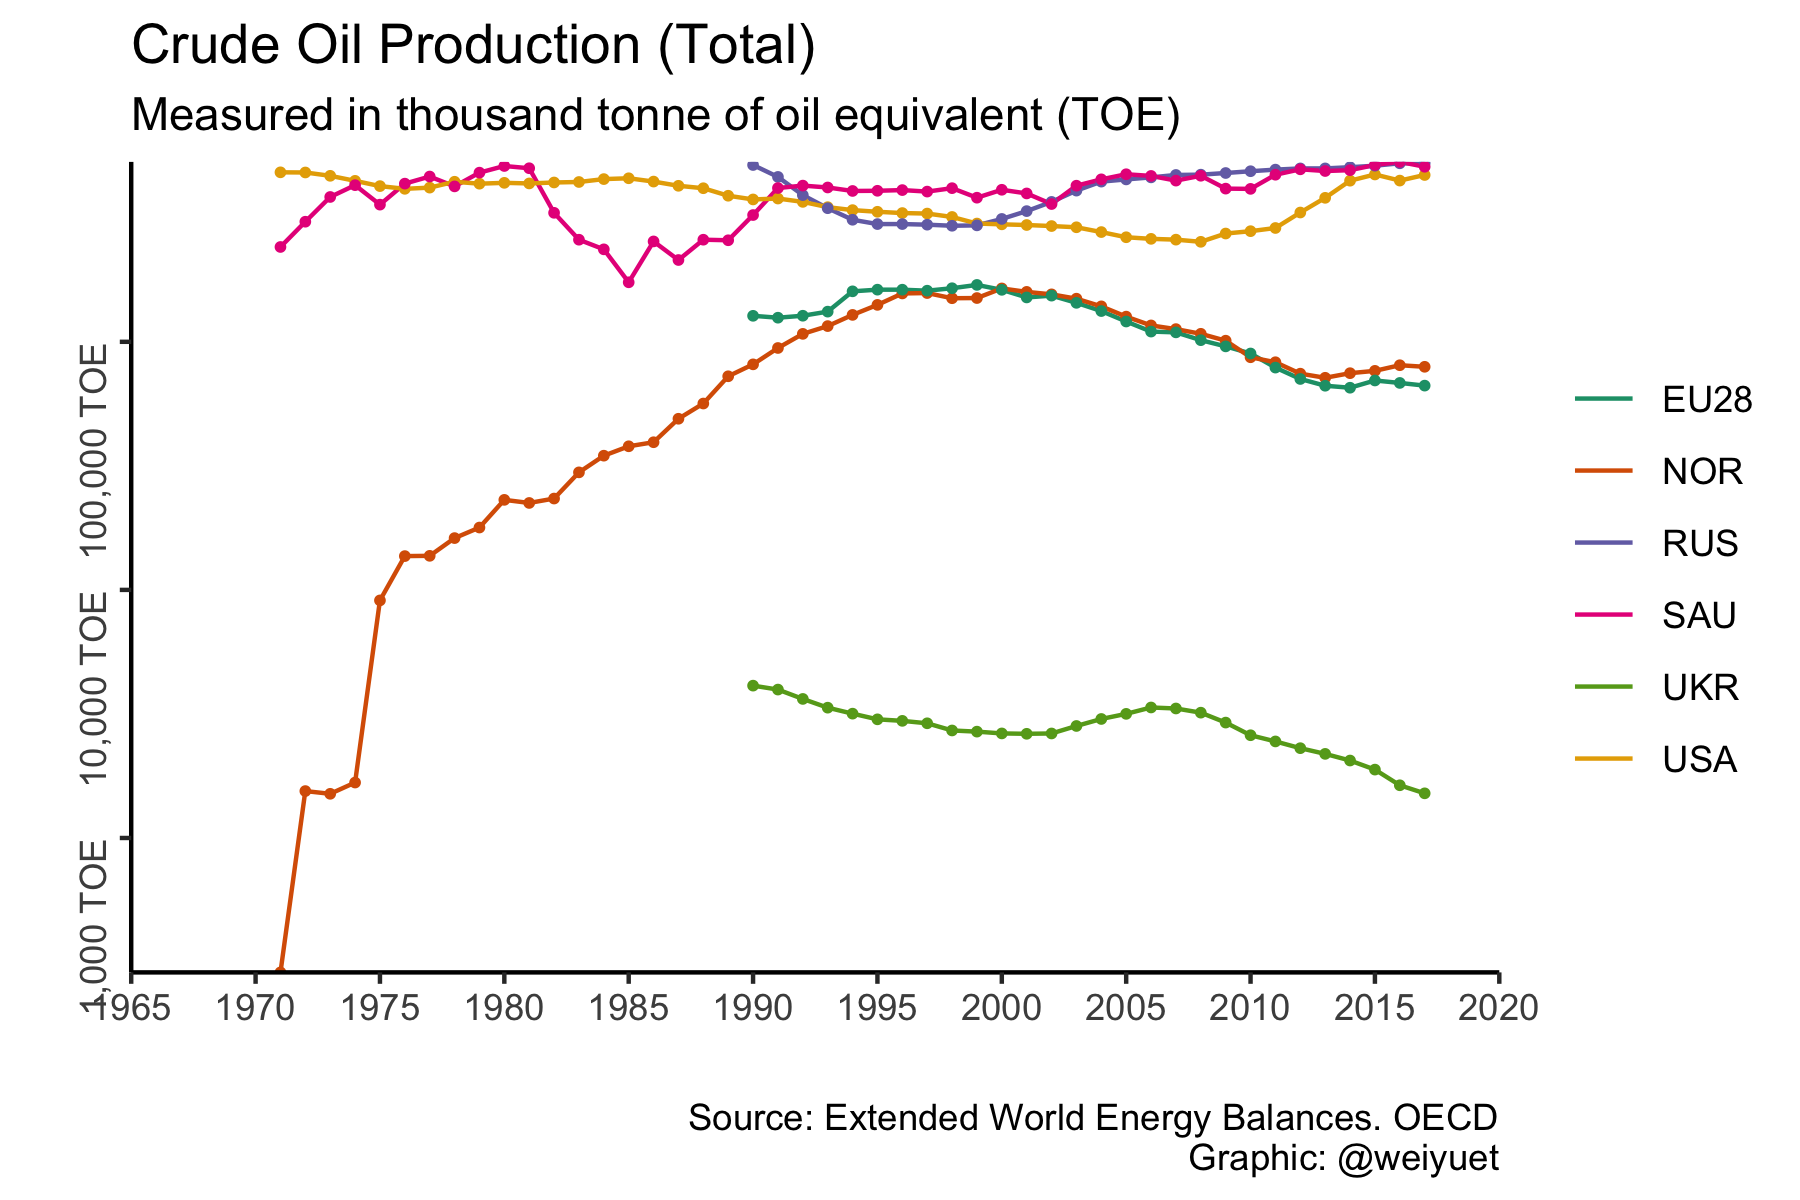 Crude Oil Production (Total)
Measured in thousand tonne of oil equivalent (TOE)
100,000 TOE
10,000 TOE
1,000 TOE
1965 1970 1975 1980 1985 1990 1995 2000 2005 2010 2015 2020
EU28
NOR
RUS
SAU
UKR
USA
Source: Extended World Energy Balances. OECD
Graphic: @weiyuet